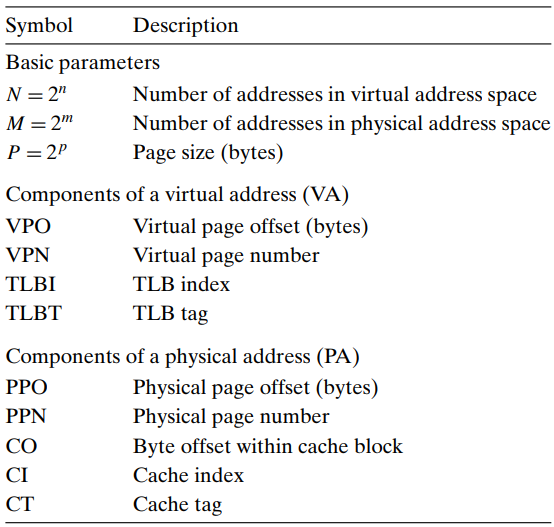 Symbol Description
Basic parameters
N = 2ⁿ Number of addresses in virtual address space
M = 2ᵐ Number of addresses in physical address space
P = 2ᵖ Page size (bytes)
Components of a virtual address (VA)
VPO Virtual page offset (bytes)
VPN Virtual page number
TLBI TLB index
TLBT TLB tag
Components of a physical address (PA)
PPO Physical page offset (bytes)
PPN Physical page number
CO Byte offset within cache block
CI Cache index
CT Cache tag